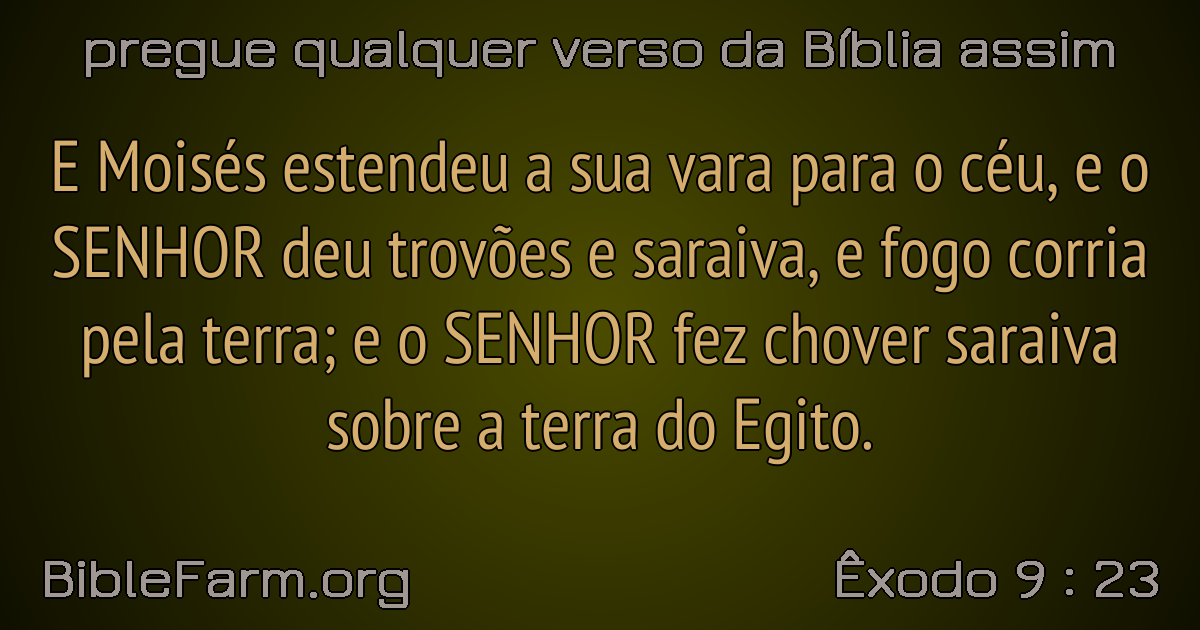 pregue qualquer verso da Bíblia assim
E Moisés estendeu a sua vara para o céu, e o
SENHOR deu trovões e saraiva, e fogo corria
pela terra; e o SENHOR fez chover saraiva
sobre a terra do Egito.
BibleFarm.org
Êxodo 9 : 23